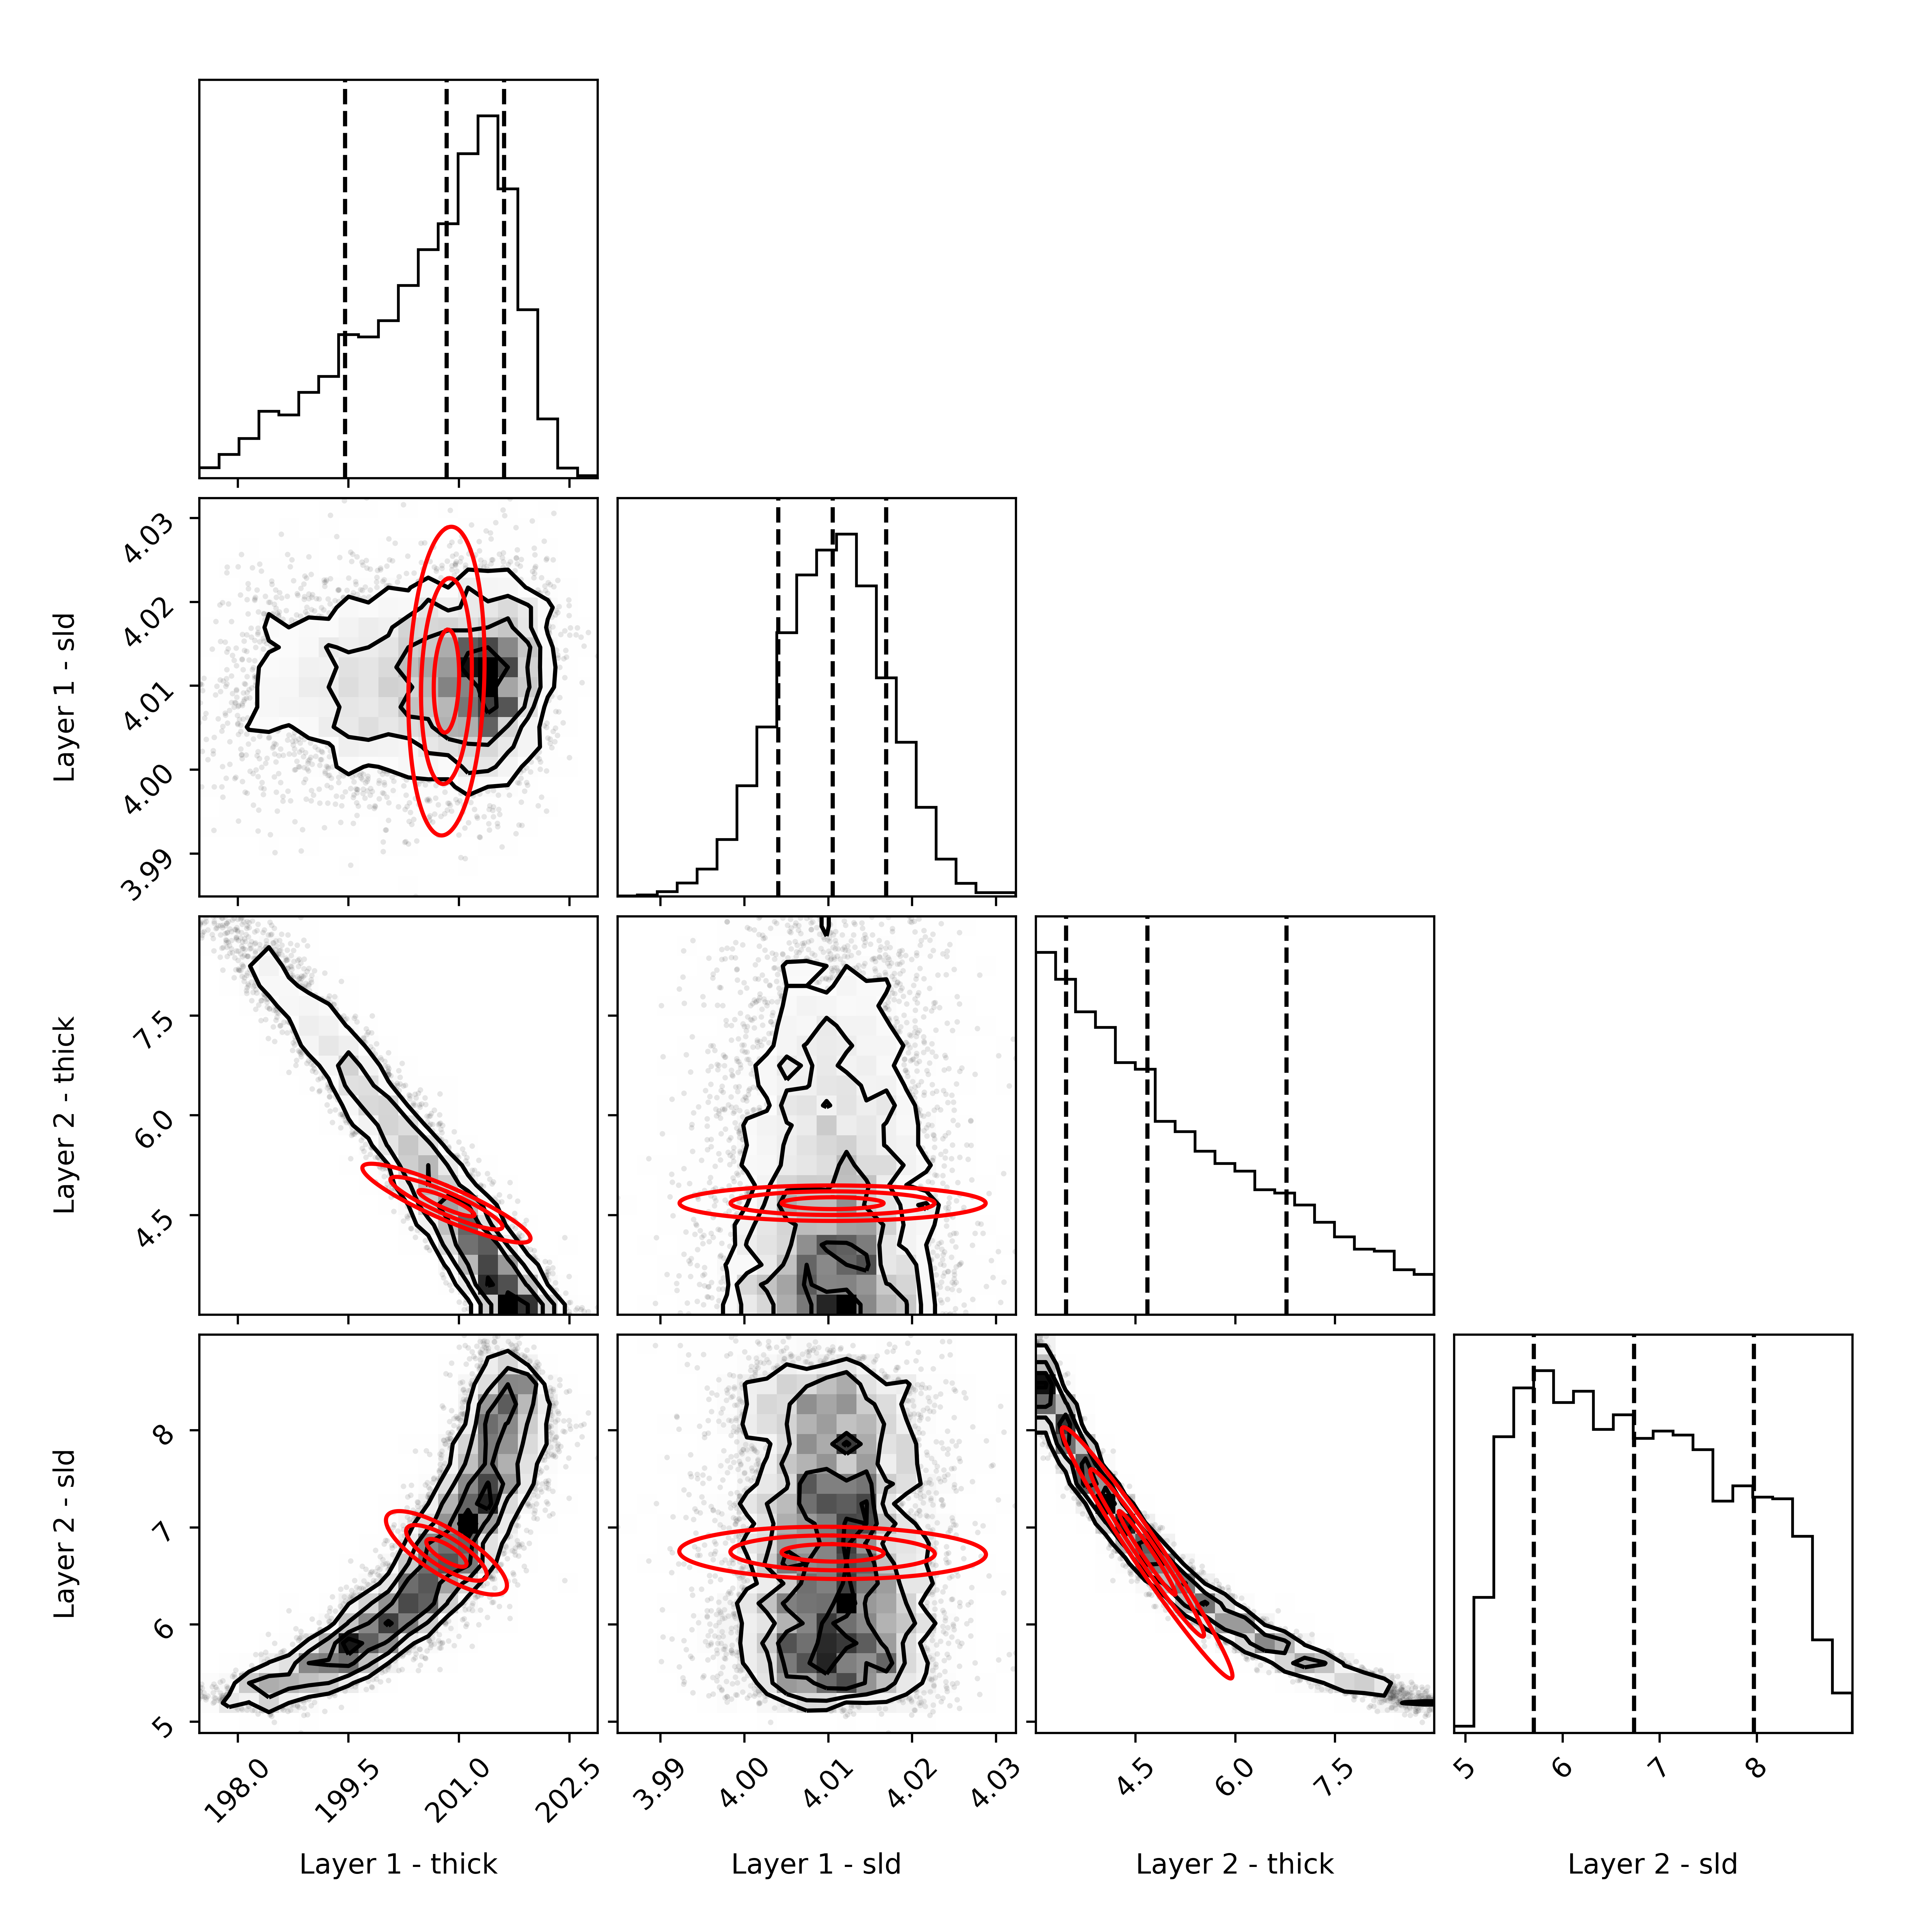 4.03
4.02
4.01
4.00
3.99
Layer 1 - sld
7.5
6.0
4.5
Layer 2 - thick
8
7
6
5
Layer 2 - sld
198.0 199.5 201.0 202.5
3.99 4.00 4.01 4.02 4.03
4.5 6.0 7.5
5 6 7 8
Layer 1 - thick
Layer 1 - sld
Layer 2 - thick
Layer 2 - sld